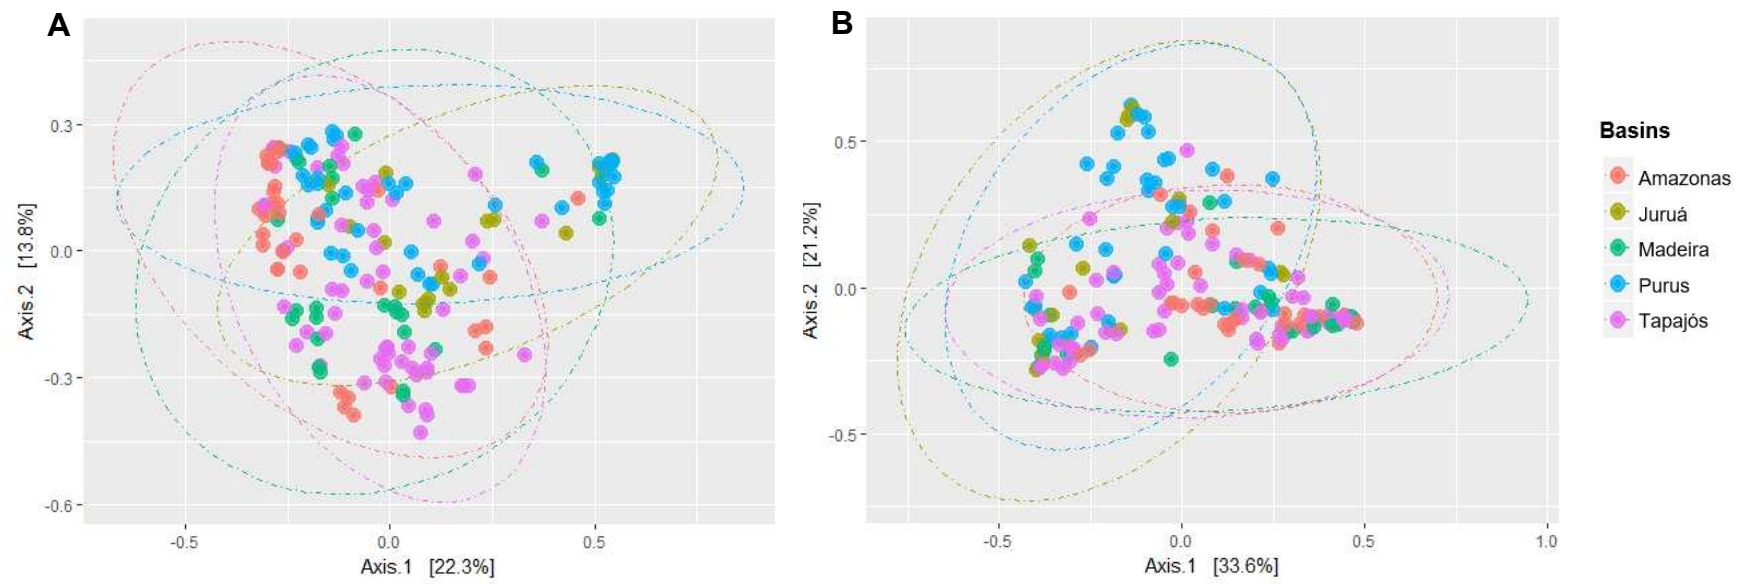 A
0.3
0.0
-0.3
-0.6
Axis.2 [13.8%]
-0.5 0.0 0.5
Axis.1 [22.3%]
B
0.5
0.0
-0.5
Axis.2 [21.2%]
-0.5 0.0 0.5 1.0
Axis.1 [33.6%]
Basins
Amazonas
Juruá
Madeira
Purus
Tapajós